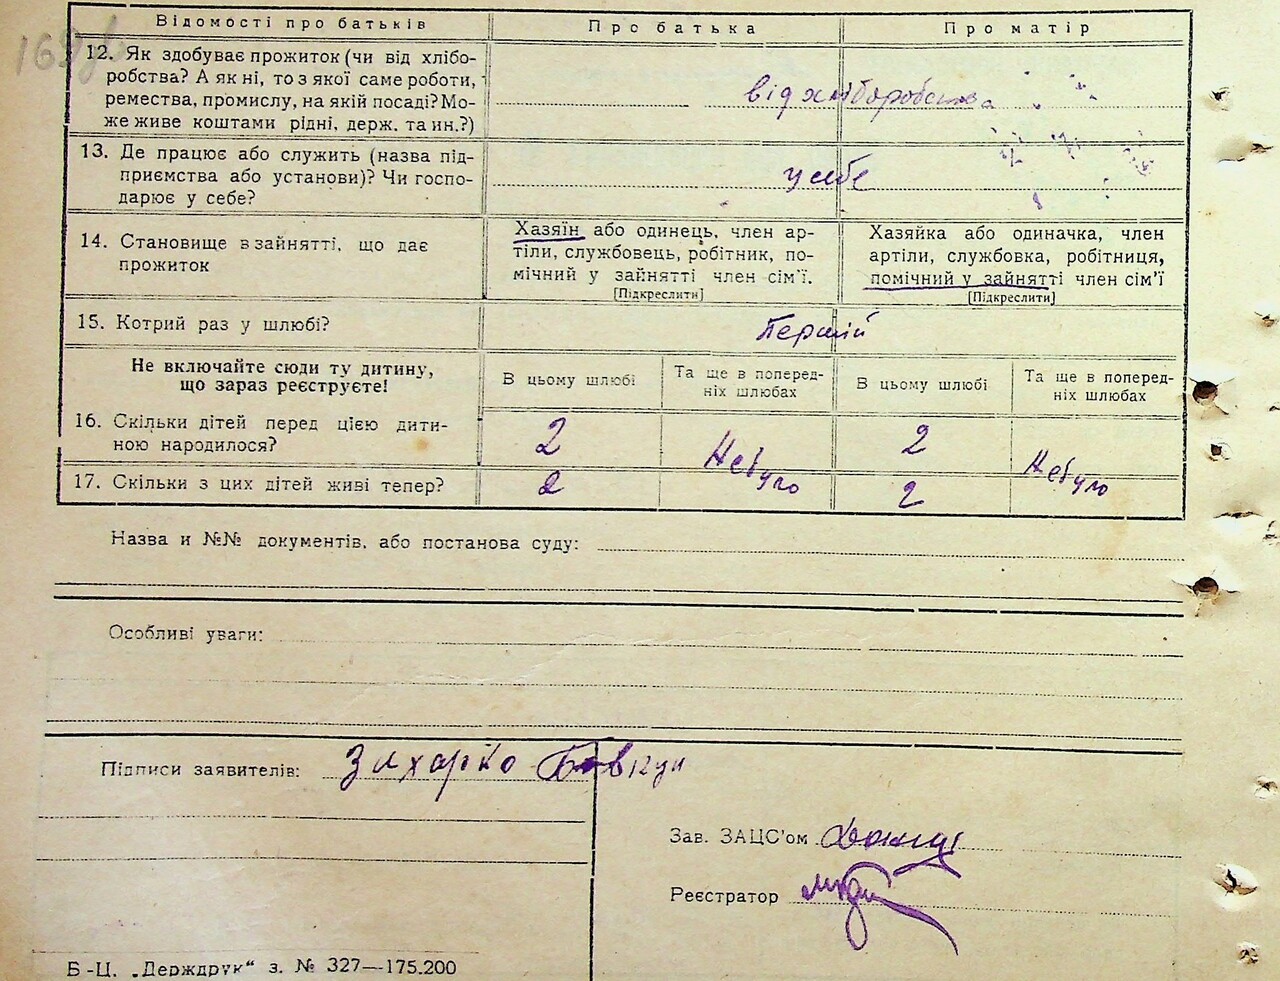 Відомості про батьків Про батька Про матір
12. Як здобуває прожиток (чи від хлібо-
робства? А як ні, то з якої саме роботи,
ремества, промислу, на якій посаді? Мо-
же живе коштами рідні, держ. та ин.?)
від хліборобства
13. Де працює або служить (назва під-
приємства або установи)? Чи госпо-
дарює у себе?
у себе
14. Становище в зайнятті, що дає
прожиток
Хазяїн або одинець, член ар-
тіли, службовець, робітник, по-
мічний у зайнятті член сім'ї.
[Підкреслити]
Хазяйка або одиначка, член
артіли, службовка, робітниця,
помічний у зайнятті член сім'ї
[Підкреслити]
15. Котрий раз у шлюбі?
Перший
Не включайте сюди ту дитину,
що зараз реєструєте!
В цьому шлюбі
Та ще в поперед-
ніх шлюбах
В цьому шлюбі
Та ще в поперед-
ніх шлюбах
16. Скільки дітей перед цією дити-
ною народилося?
2 Небуло 2 Небуло
17. Скільки з цих дітей живі тепер?
2 2
Назва и №№ документів, або постанова суду:
Особливі уваги:
Підписи заявителів: Захарко
Зав. ЗАЦС'ом
Реєстратор
Б-Ц. „Держдрук“ з. № 327—175.200